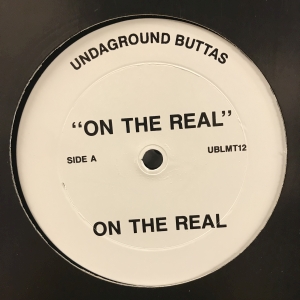 UNDAGROUND BUTTAS
"ON THE REAL"
SIDE A
UBLMT12
ON THE REAL